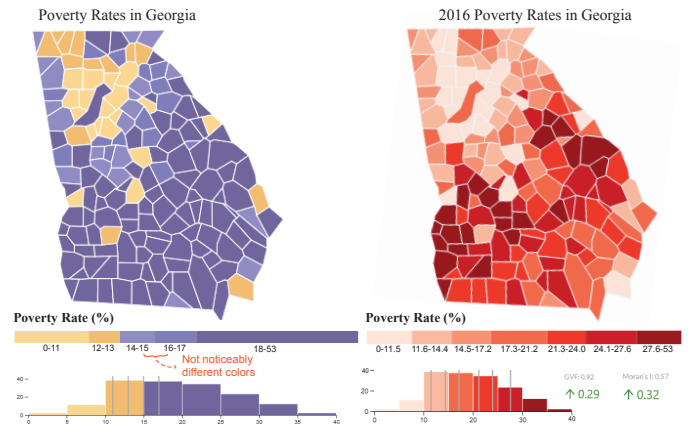 Poverty Rates in Georgia
2016 Poverty Rates in Georgia
Poverty Rate (%)
0-11 12-13 14-15 16-17 18-53
Not noticeably
different colors
40
20
0
0 5 10 15 20 25 30 35 40
Poverty Rate (%)
0-11.5 11.6-14.4 14.5-17.2 17.3-21.2 21.3-24.0 24.1-27.6 27.6-53
40
20
0
0 10 20 30 40
GVF: 0.92 Moran's I: 0.57
↑ 0.29 ↑ 0.32